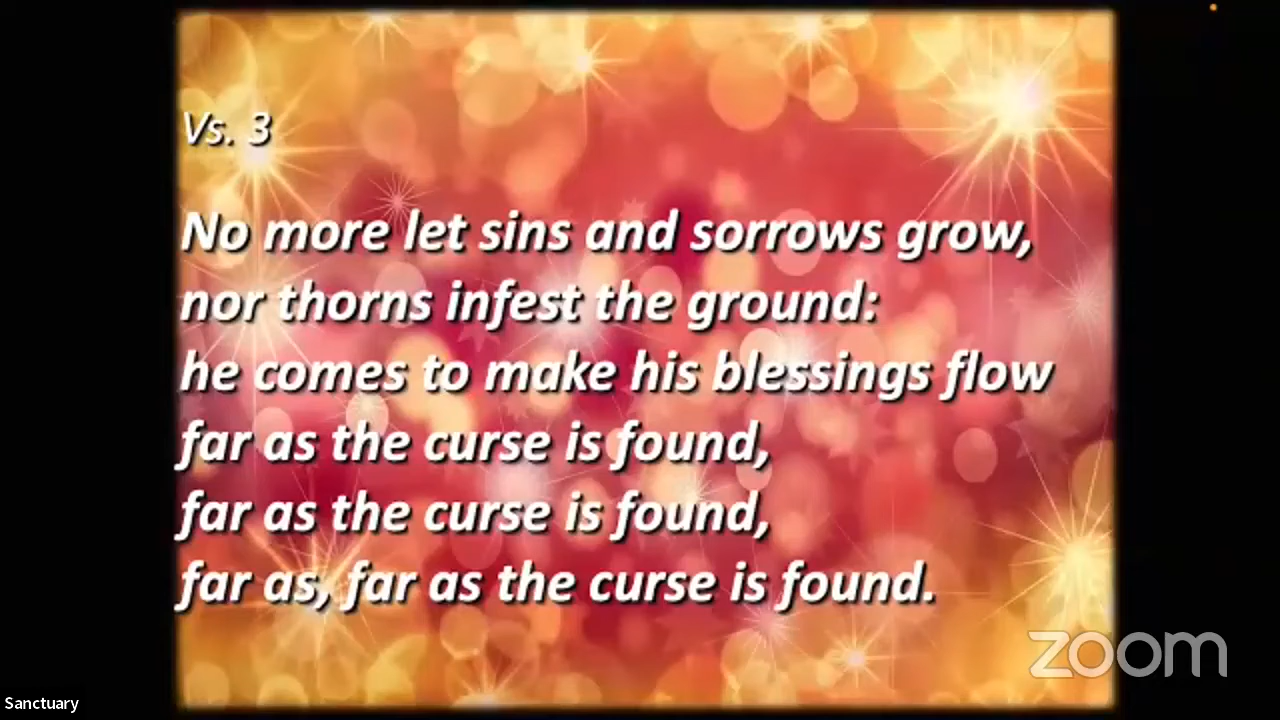 Vs. 3
No more let sins and sorrows grow,
nor thorns infest the ground:
he comes to make his blessings flow
far as the curse is found,
far as the curse is found,
far as, far as the curse is found.
zoom
Sanctuary